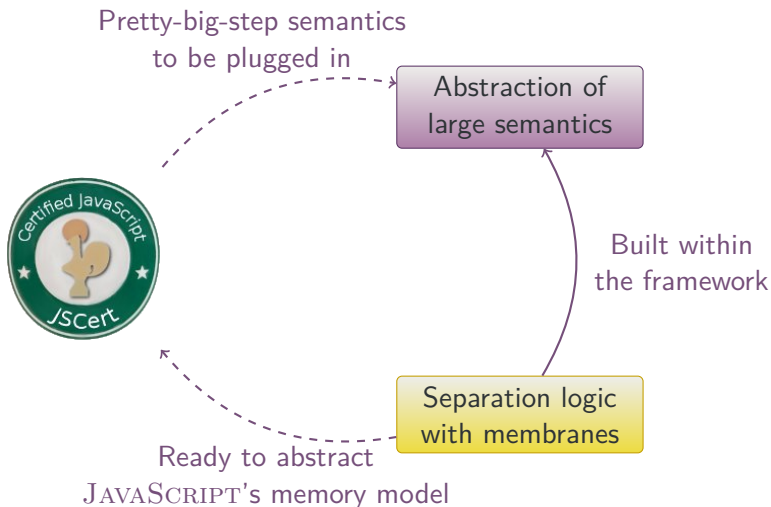 Pretty-big-step semantics
to be plugged in
Abstraction of
large semantics
Certified JavaScript
JSCert
Built within
the framework
Separation logic
with membranes
Ready to abstract
JAVASCRIPT's memory model